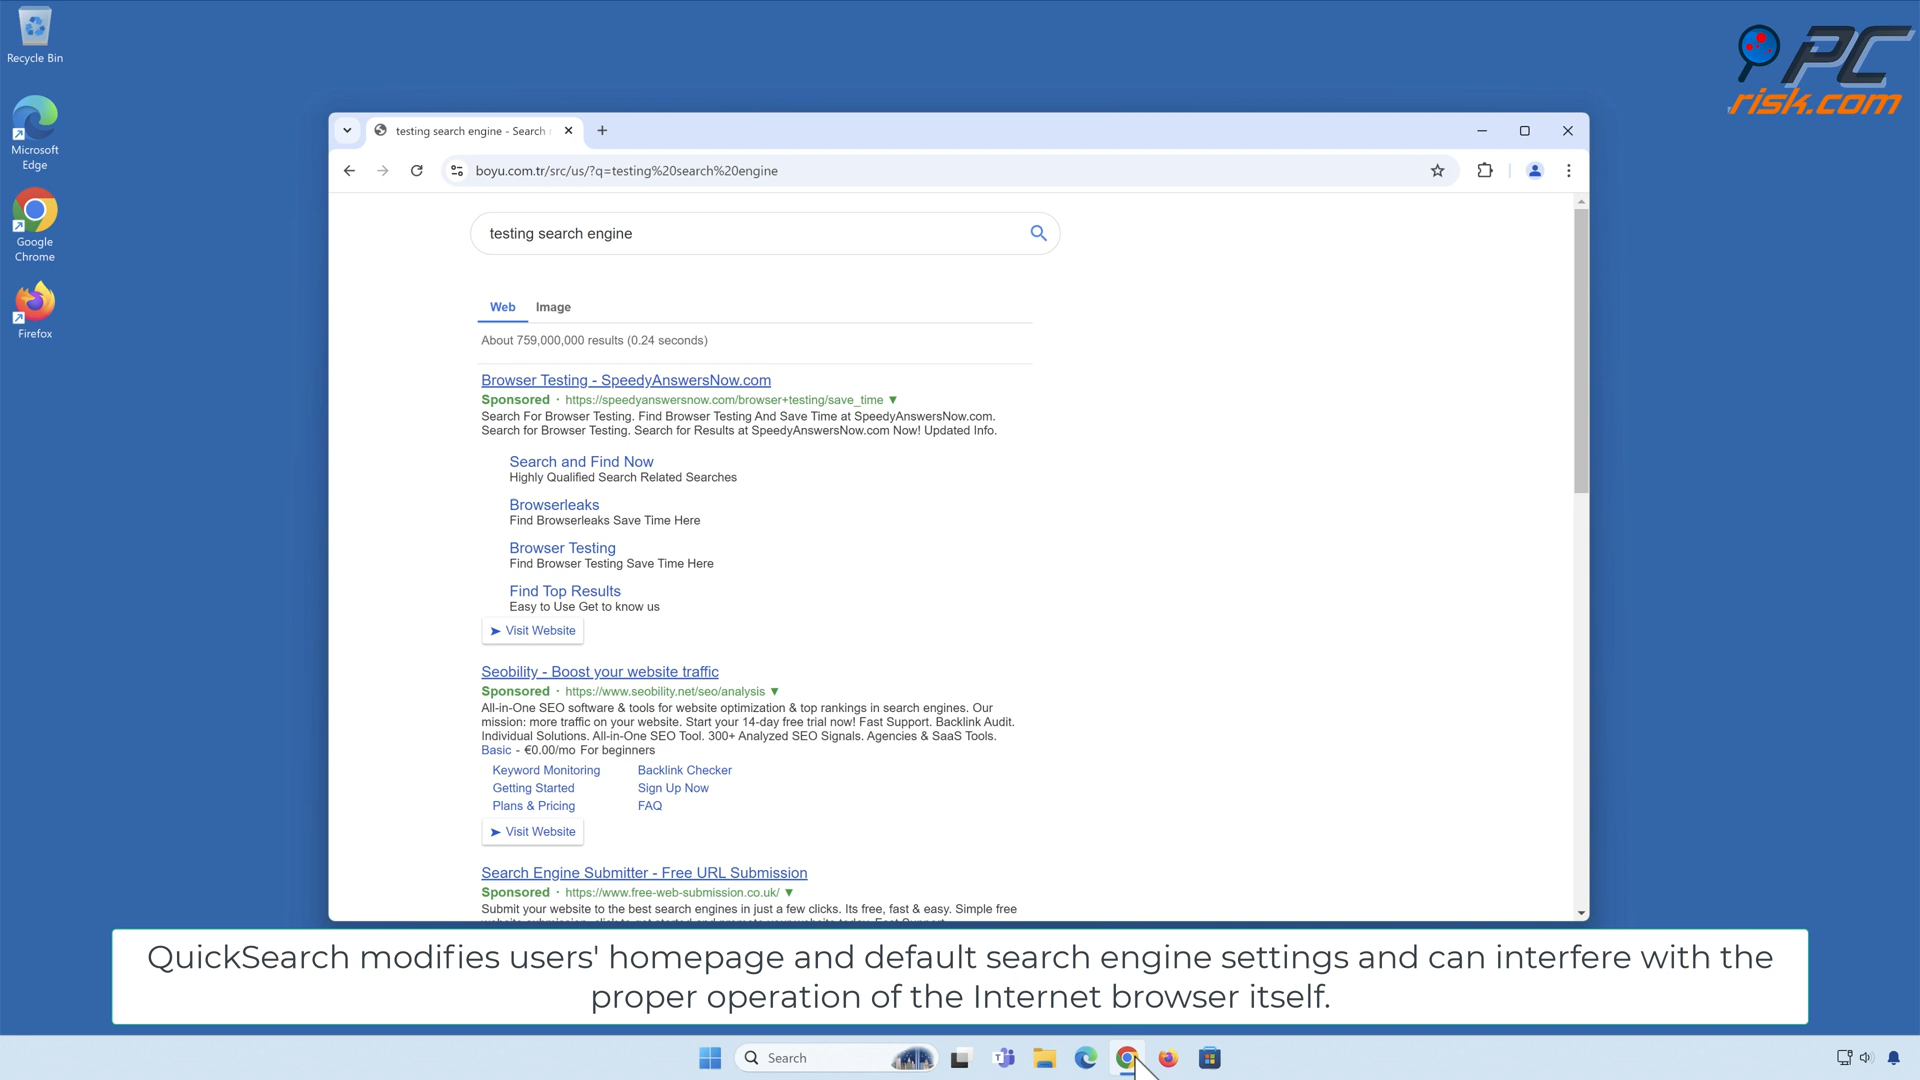 Recycle Bin
Microsoft
Edge
Google
Chrome
Firefox
PC
risk.com
testing search engine - Search
boyu.com.tr/src/us/?q=testing%20search%20engine
testing search engine
Web Image
About 759,000,000 results (0.24 seconds)
Browser Testing - SpeedyAnswersNow.com
Sponsored · https://speedyanswersnow.com/browser+testing/save_time ▼
Search For Browser Testing. Find Browser Testing And Save Time at SpeedyAnswersNow.com.
Search for Browser Testing. Search for Results at SpeedyAnswersNow.com Now! Updated Info.
Search and Find Now
Highly Qualified Search Related Searches
Browserleaks
Find Browserleaks Save Time Here
Browser Testing
Find Browser Testing Save Time Here
Find Top Results
Easy to Use Get to know us
➤ Visit Website
Seobility - Boost your website traffic
Sponsored · https://www.seobility.net/seo/analysis ▼
All-in-One SEO software & tools for website optimization & top rankings in search engines. Our
mission: more traffic on your website. Start your 14-day free trial now! Fast Support. Backlink Audit.
Individual Solutions. All-in-One SEO Tool. 300+ Analyzed SEO Signals. Agencies & SaaS Tools.
Basic - €0.00/mo For beginners
Keyword Monitoring Backlink Checker
Getting Started Sign Up Now
Plans & Pricing FAQ
➤ Visit Website
Search Engine Submitter - Free URL Submission
Sponsored · https://www.free-web-submission.co.uk/ ▼
Submit your website to the best search engines in just a few clicks. Its free, fast & easy. Simple free
QuickSearch modifies users' homepage and default search engine settings and can interfere with the
proper operation of the Internet browser itself.
Search